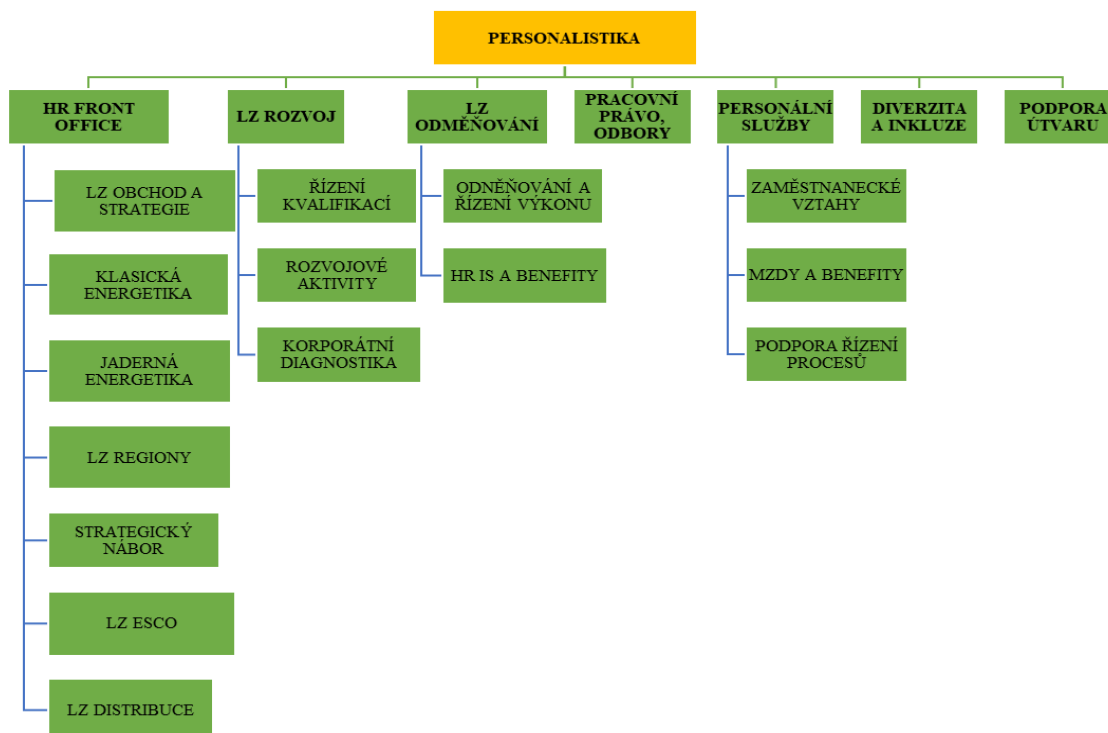 PERSONALISTIKA
HR FRONT
OFFICE
LZ ROZVOJ
LZ
ODMĚŇOVÁNÍ
PRACOVNÍ
PRÁVO,
ODBORY
PERSONÁLNÍ
SLUŽBY
DIVERZITA
A INKLUZE
PODPORA
ÚTVARU
LZ OBCHOD A
STRATEGIE
KLASICKÁ
ENERGETIKA
JADERNÁ
ENERGETIKA
LZ REGIONY
STRATEGICKÝ
NÁBOR
LZ ESCO
LZ DISTRIBUCE
ŘÍZENÍ
KVALIFIKACÍ
ROZVOJOVÉ
AKTIVITY
KORPORÁTNÍ
DIAGNOSTIKA
ODNĚŇOVÁNÍ A
ŘÍZENÍ VÝKONU
HR IS A BENEFITY
ZAMĚSTNANECKÉ
VZTAHY
MZDY A BENEFITY
PODPORA ŘÍZENÍ
PROCESŮ